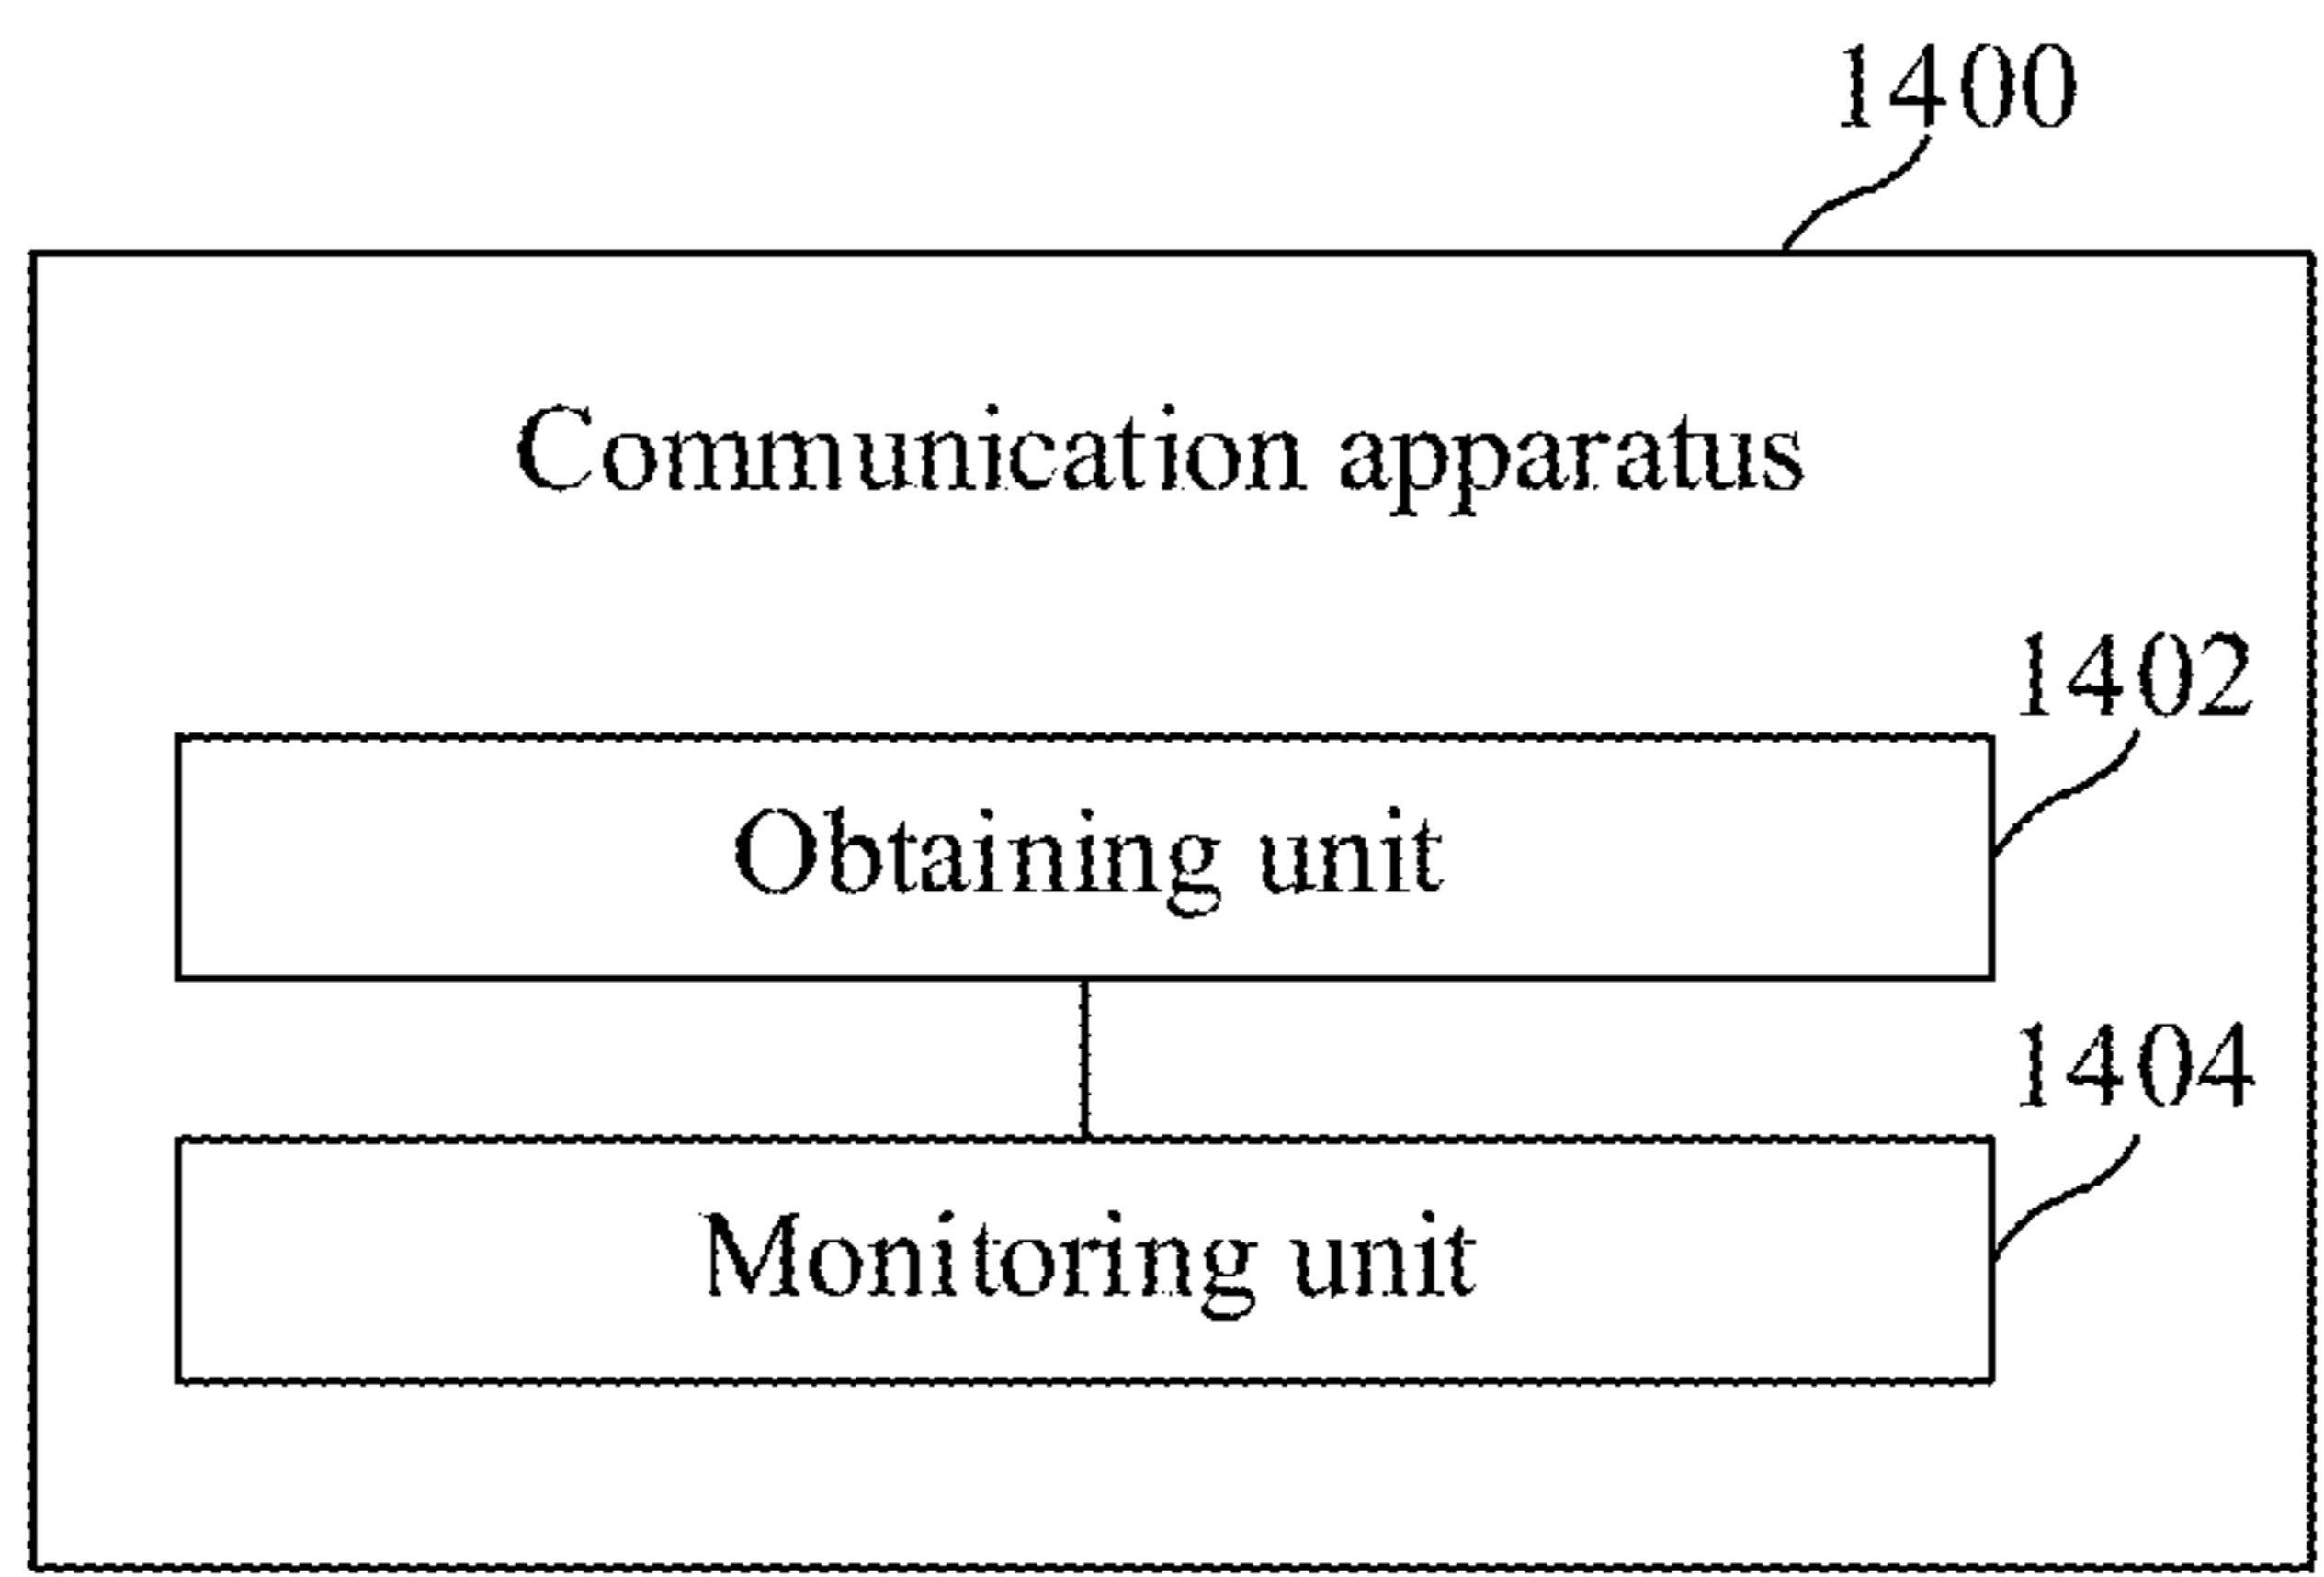 1400
Communication apparatus
1402
Obtaining unit
1404
Monitoring unit